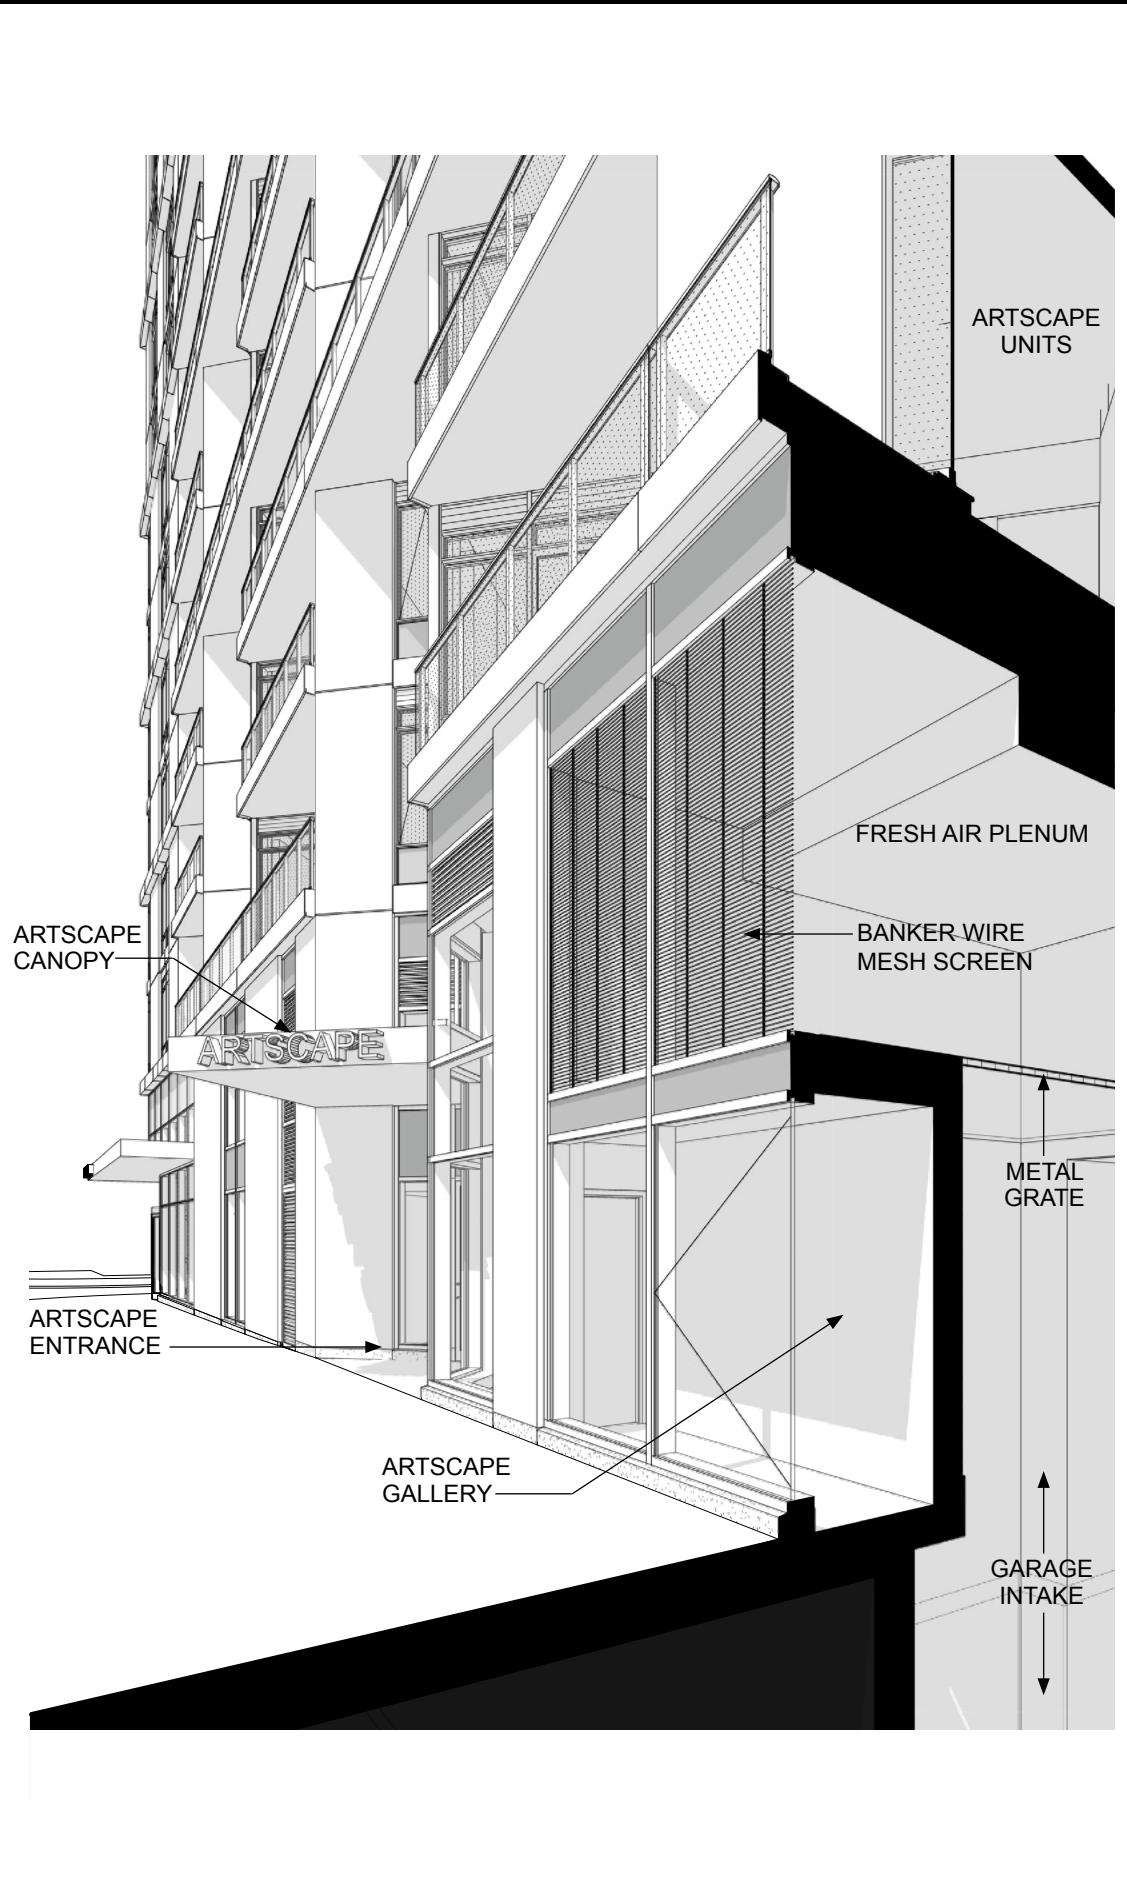 ARTSCAPE
UNITS
FRESH AIR PLENUM
ARTSCAPE
CANOPY
BANKER WIRE
MESH SCREEN
ARTSCAPE
METAL
GRATE
ARTSCAPE
ENTRANCE
ARTSCAPE
GALLERY
GARAGE
INTAKE